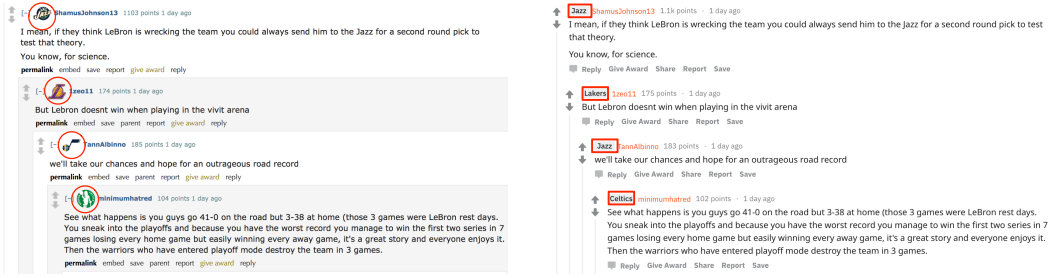 [-] ShamusJohnson13 1103 points 1 day ago
I mean, if they think LeBron is wrecking the team you could always send him to the Jazz for a second round pick to
test that theory.
You know, for science.
permalink embed save report give award reply
[-] 1zeo11 174 points 1 day ago
But Lebron doesnt win when playing in the vivit arena
permalink embed save parent report give award reply
[-] TannAlbinno 185 points 1 day ago
we'll take our chances and hope for an outrageous road record
permalink embed save parent report give award reply
[-] minimumhatred 104 points 1 day ago
See what happens is you guys go 41-0 on the road but 3-38 at home (those 3 games were LeBron rest days.
You sneak into the playoffs and because you have the worst record you manage to win the first two series in 7
games losing every home game but easily winning every away game, it's a great story and everyone enjoys it.
Then the warriors who have entered playoff mode destroy the team in 3 games.
permalink embed save parent report give award reply
Jazz ShamusJohnson13 1.1k points · 1 day ago
I mean, if they think LeBron is wrecking the team you could always send him to the Jazz for a second round pick to test
that theory.
You know, for science.
Reply Give Award Share Report Save
Lakers 1zeo11 175 points · 1 day ago
But Lebron doesnt win when playing in the vivit arena
Reply Give Award Share Report Save
Jazz TannAlbinno 183 points · 1 day ago
we'll take our chances and hope for an outrageous road record
Reply Give Award Share Report Save
Celtics minimumhatred 102 points · 1 day ago
See what happens is you guys go 41-0 on the road but 3-38 at home (those 3 games were LeBron rest days.
You sneak into the playoffs and because you have the worst record you manage to win the first two series in 7
games losing every home game but easily winning every away game, it's a great story and everyone enjoys it.
Then the warriors who have entered playoff mode destroy the team in 3 games.
Reply Give Award Share Report Save